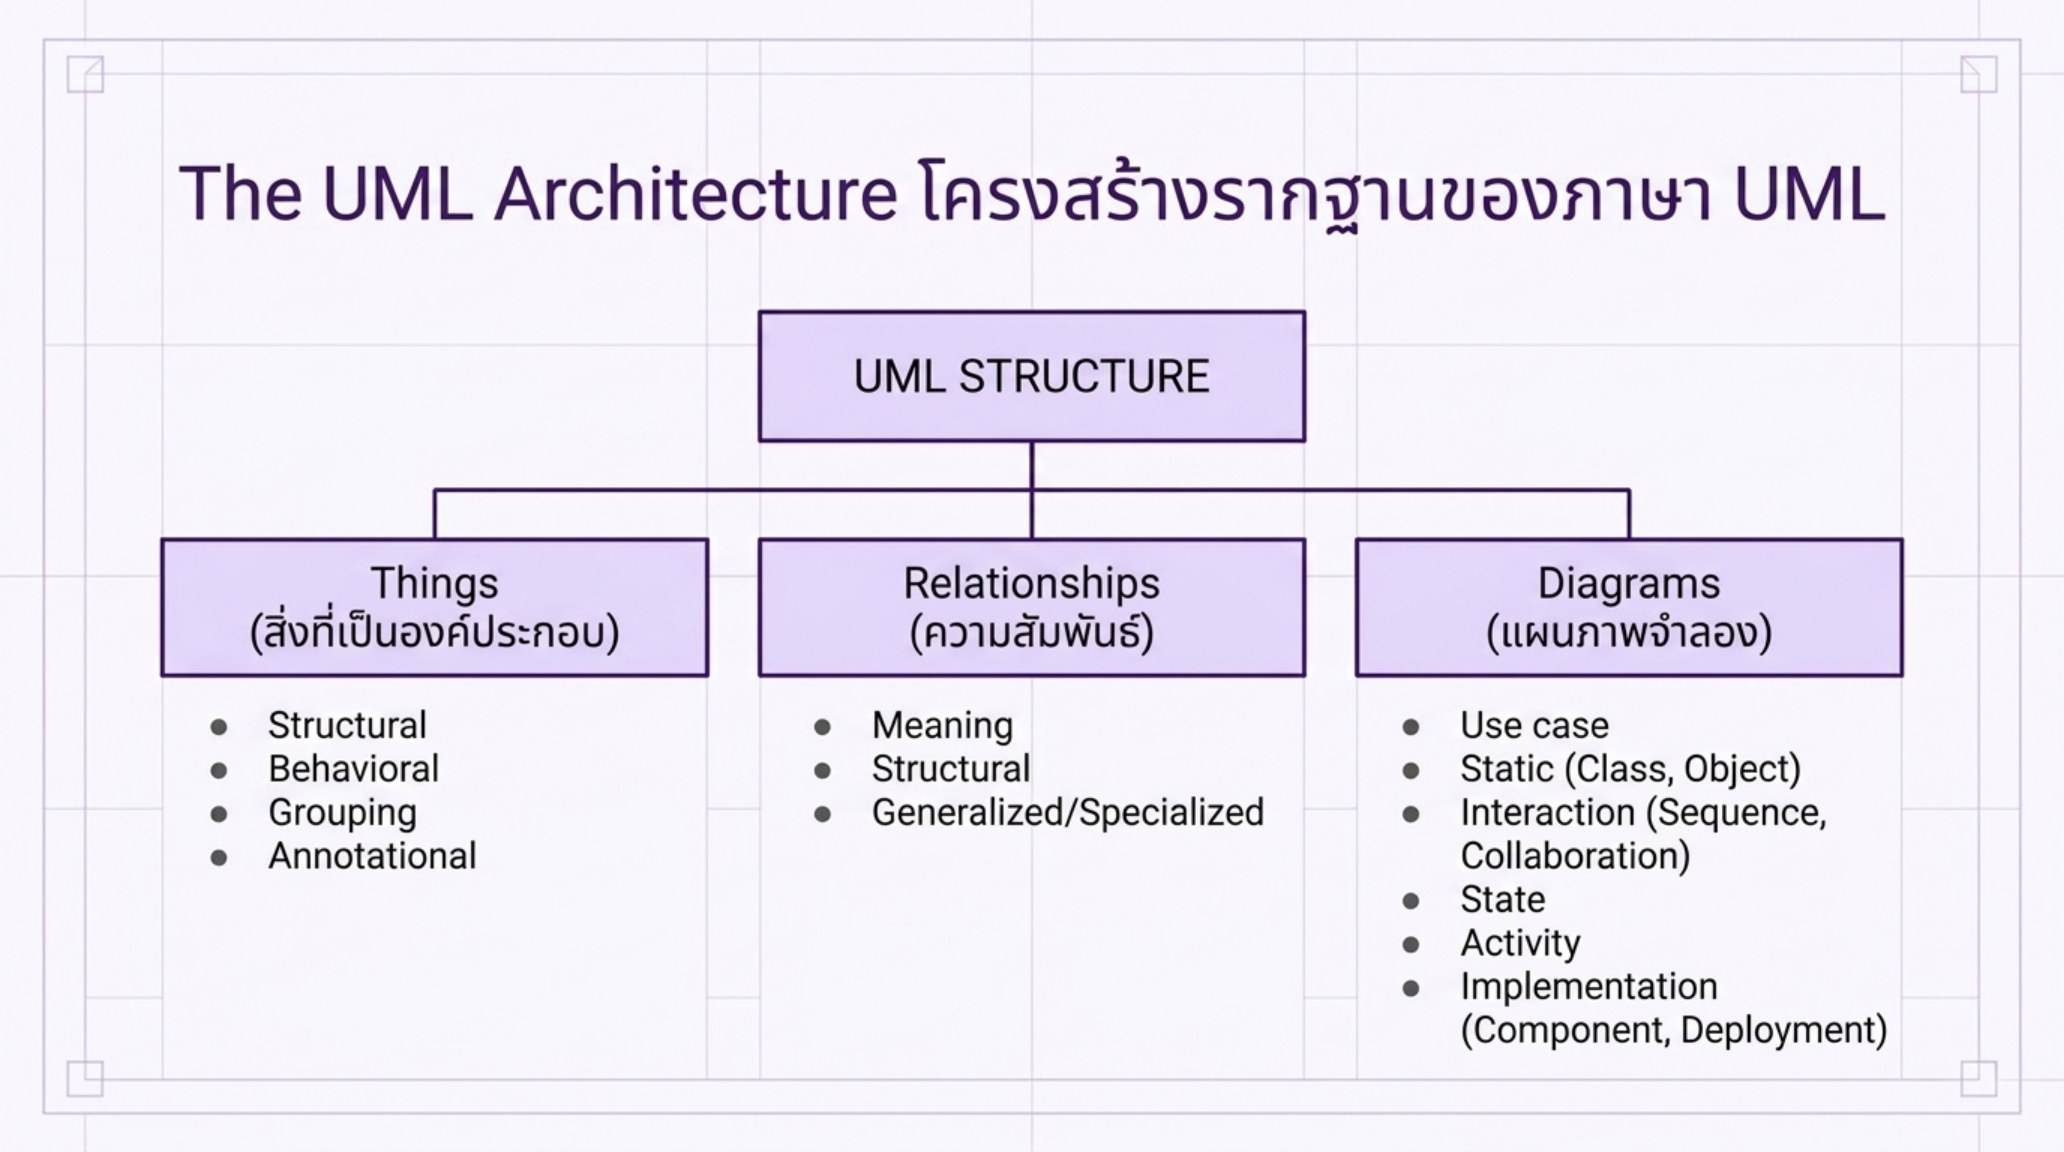 The UML Architecture โครงสร้างรากฐานของภาษา UML
UML STRUCTURE
Things
(สิ่งที่เป็นองค์ประกอบ)
Structural
Behavioral
Grouping
Annotational
Relationships
(ความสัมพันธ์)
Meaning
Structural
Generalized/Specialized
Diagrams
(แผนภาพจำลอง)
Use case
Static (Class, Object)
Interaction (Sequence,
Collaboration)
State
Activity
Implementation
(Component, Deployment)